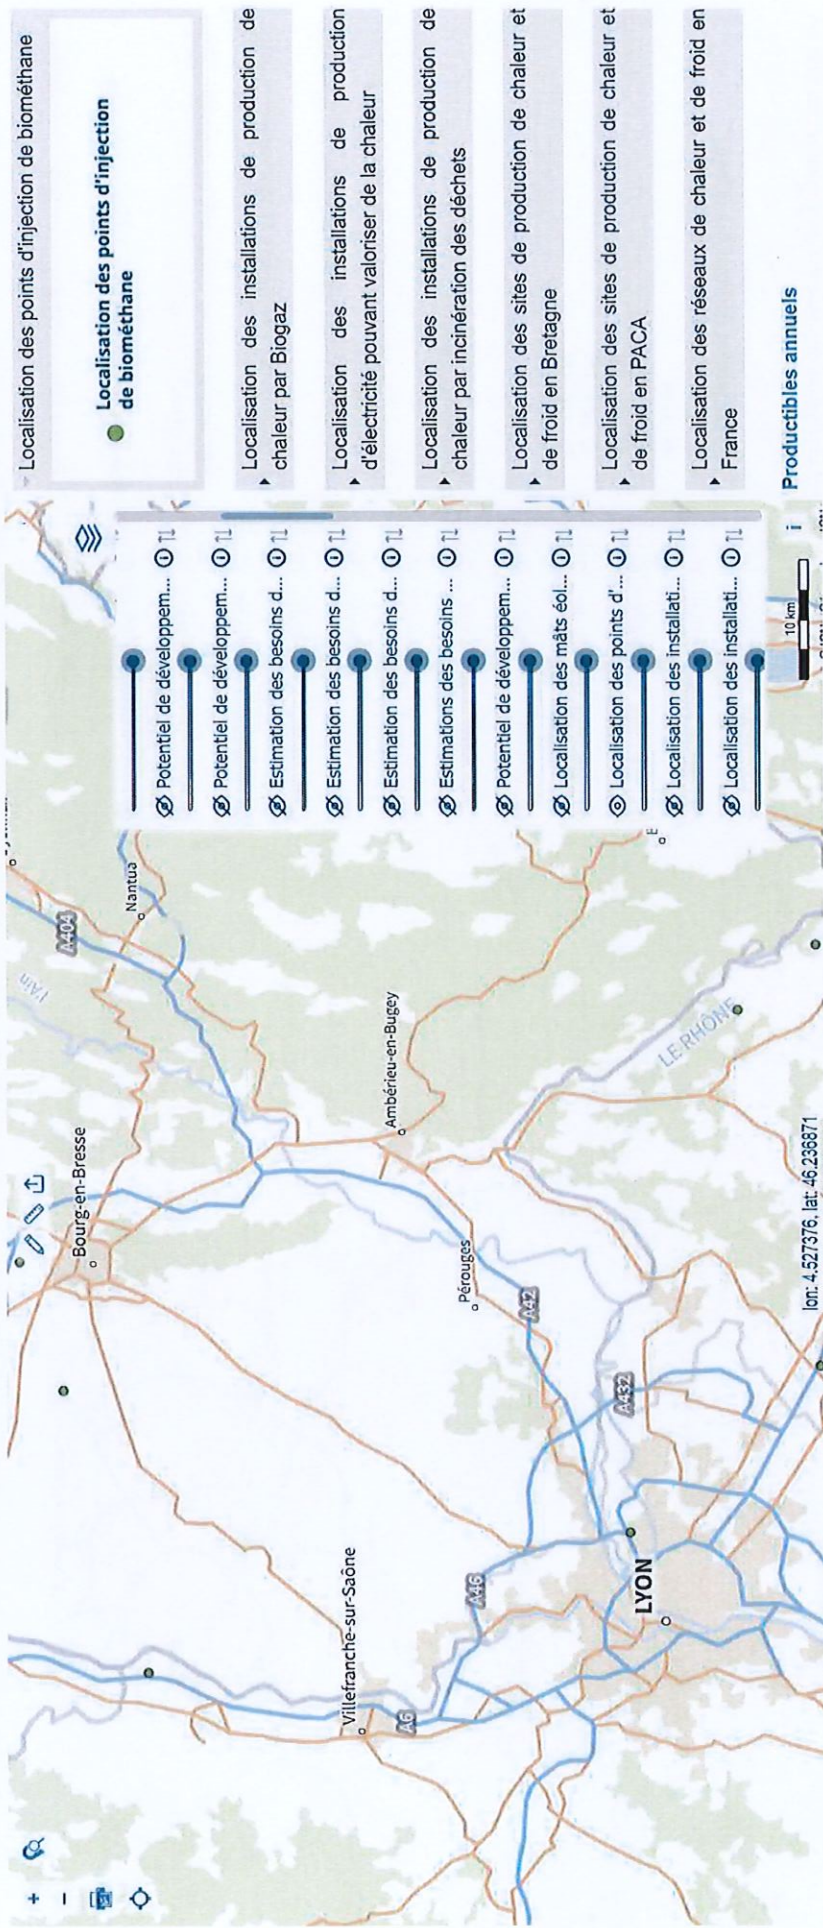 Bourg-en-Bresse
l'Ain
A404
Nantua
Villefranche-sur-Saône
A6
A46
Pérouges
A42
Ambérieu-en-Bugey
A432
LYON
LE RHÔNE
lon: 4.527376, lat: 46.236871
10 km
i
Potentiel de développem...
Potentiel de développem...
Estimation des besoins d...
Estimation des besoins d...
Estimation des besoins d...
Estimations des besoins ...
Potentiel de développem...
Localisation des mâts éol...
Localisation des points d'...
Localisation des installati...
Localisation des installati...
Localisation des points d'injection de biométhane
Localisation des points d'injection
de biométhane
Localisation des installations de production de
chaleur par Biogaz
Localisation des installations de production
d'électricité pouvant valoriser de la chaleur
Localisation des installations de production de
chaleur par incinération des déchets
Localisation des sites de production de chaleur et
de froid en Bretagne
Localisation des sites de production de chaleur et
de froid en PACA
Localisation des réseaux de chaleur et de froid en
France
Productibles annuels